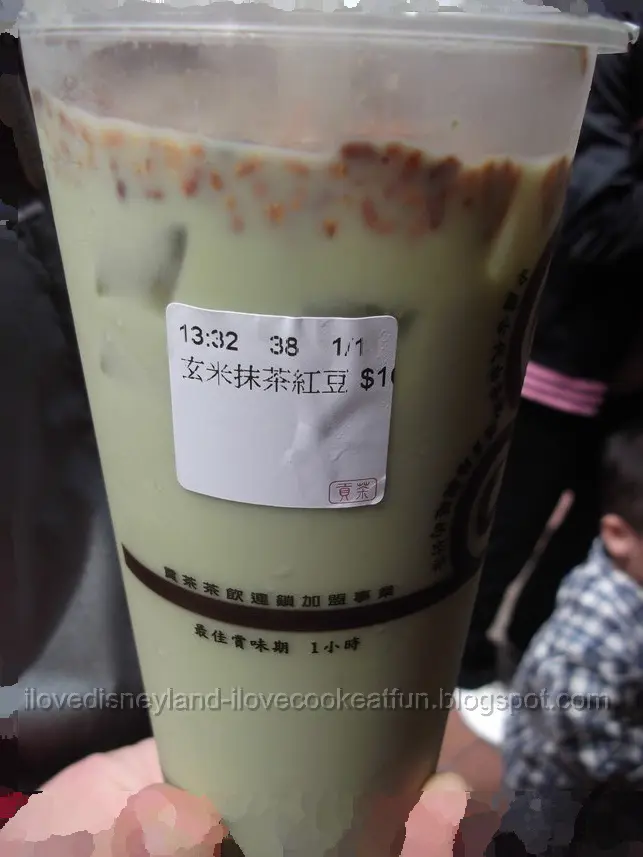 13:32 38 1/1
玄米抹茶紅豆 $1
貢茶
貢茶茶飲連鎖加盟事業
最佳賞味期 1小時
ilovedisneyland-ilovecookeatfun.blogspot.com